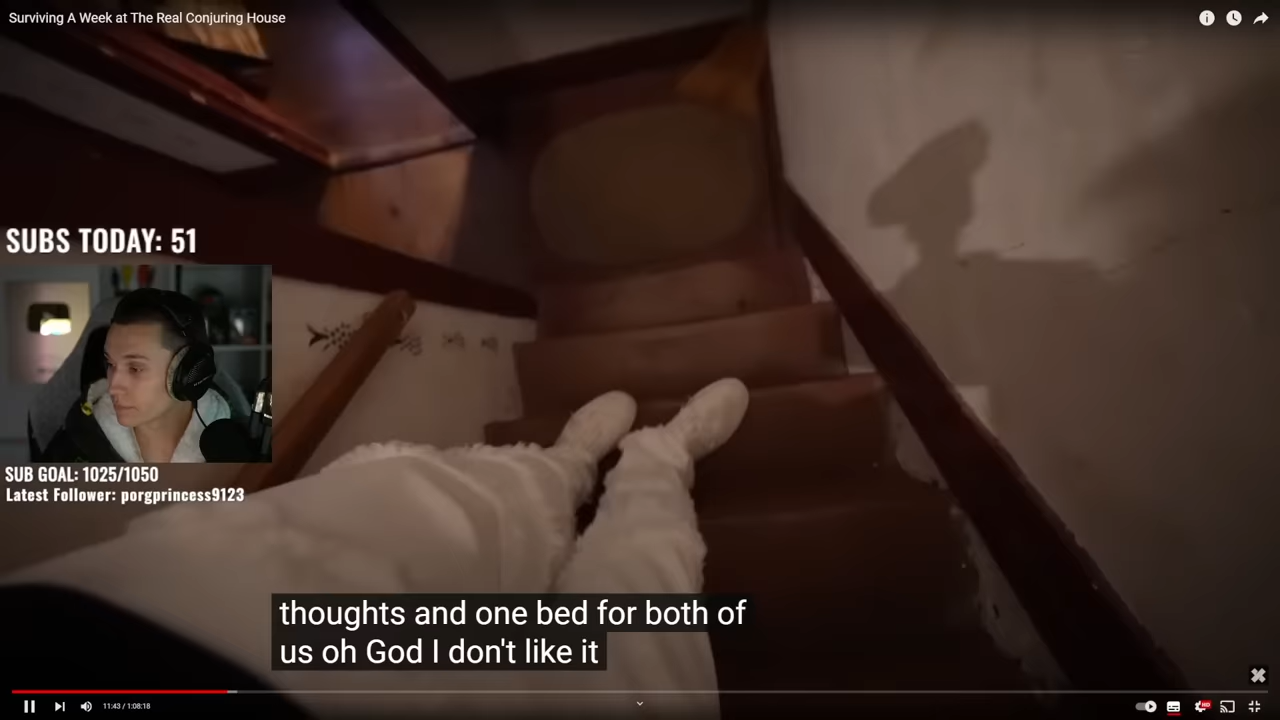 Surviving A Week at The Real Conjuring House
SUBS TODAY: 51
SUB GOAL: 1025/1050
Latest Follower: porgprincess9123
thoughts and one bed for both of
us oh God I don't like it
11:43 / 1:08:18
HD